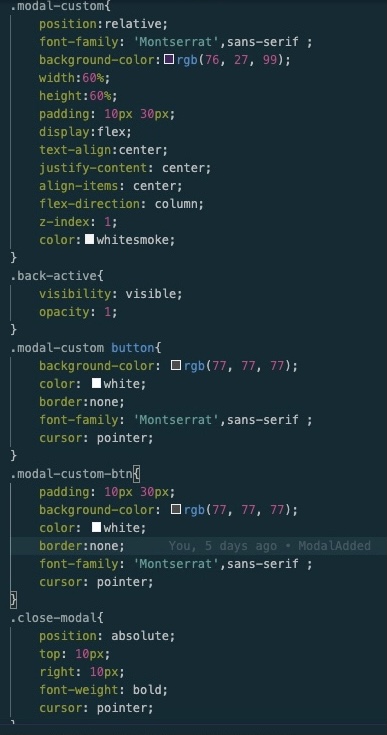 .modal-custom{
position:relative;
font-family: 'Montserrat',sans-serif ;
background-color:rgb(76, 27, 99);
width:60%;
height:60%;
padding: 10px 30px;
display:flex;
text-align:center;
justify-content: center;
align-items: center;
flex-direction: column;
z-index: 1;
color:whitesmoke;
}
.back-active{
visibility: visible;
opacity: 1;
}
.modal-custom button{
background-color: rgb(77, 77, 77);
color: white;
border:none;
font-family: 'Montserrat',sans-serif ;
cursor: pointer;
}
.modal-custom-btn{
padding: 10px 30px;
background-color: rgb(77, 77, 77);
color: white;
border:none; You, 5 days ago • ModalAdded
font-family: 'Montserrat',sans-serif ;
cursor: pointer;
}
.close-modal{
position: absolute;
top: 10px;
right: 10px;
font-weight: bold;
cursor: pointer;
}